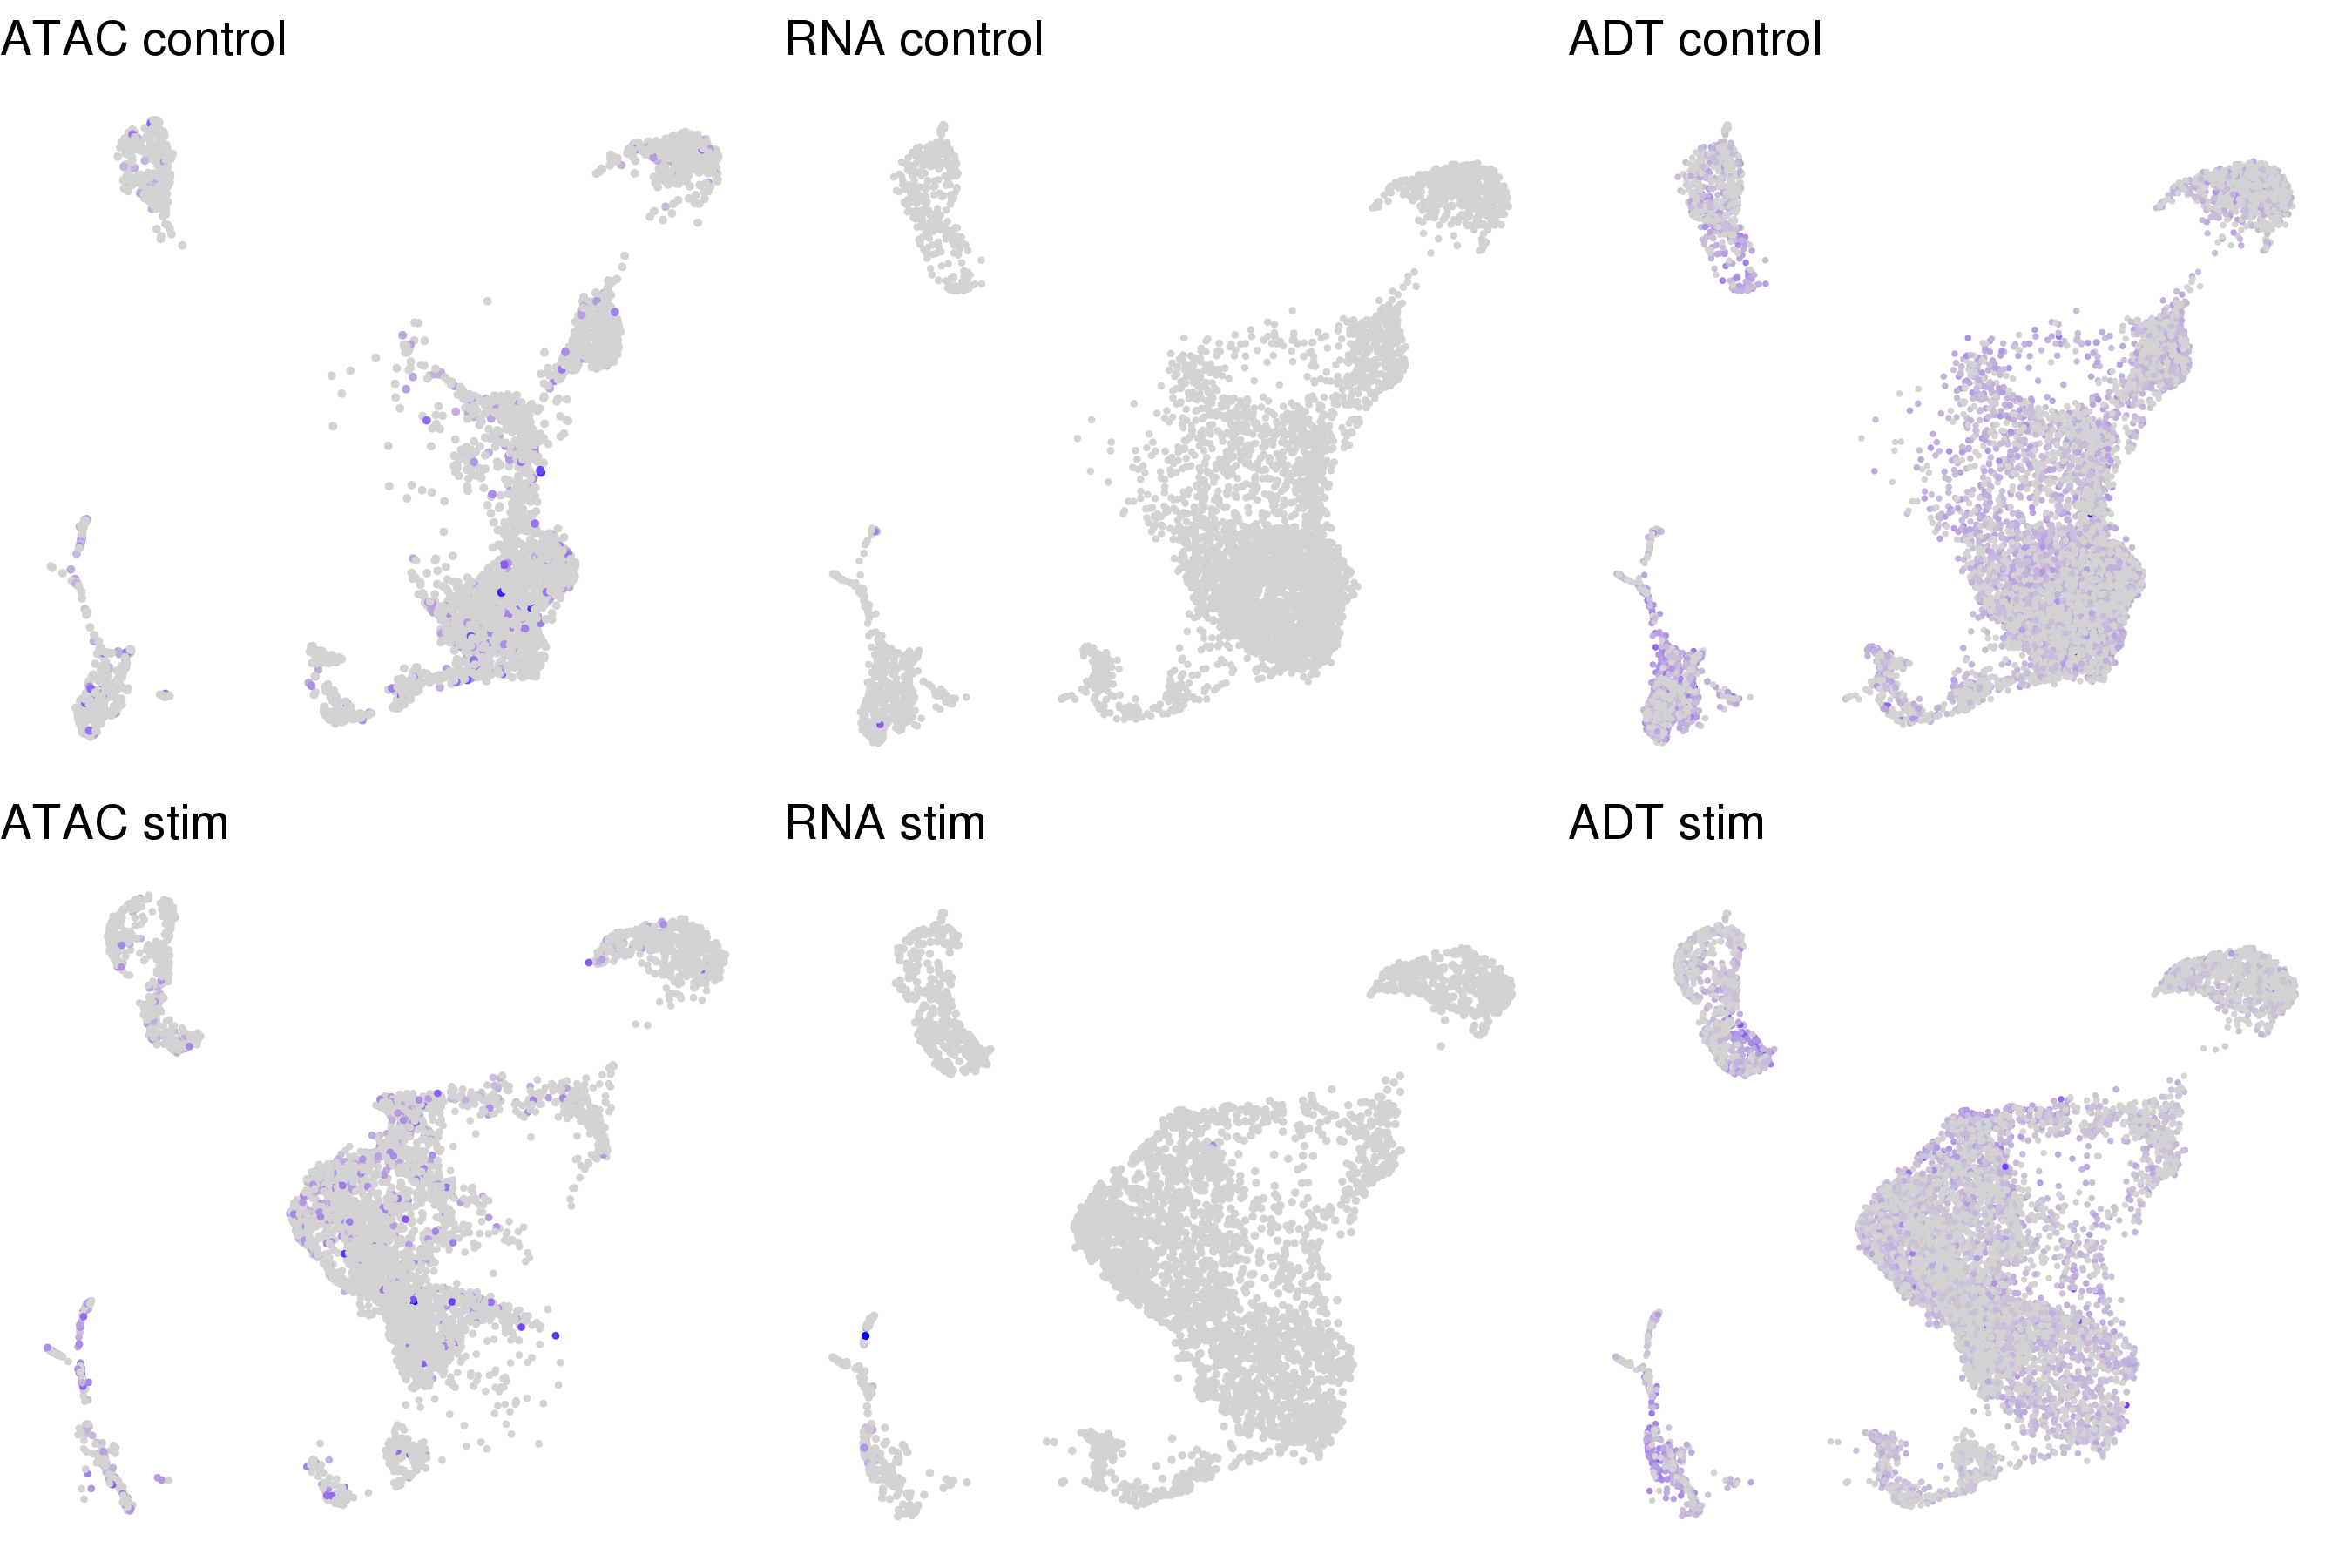 ATAC control
RNA control
ADT control
ATAC stim
RNA stim
ADT stim